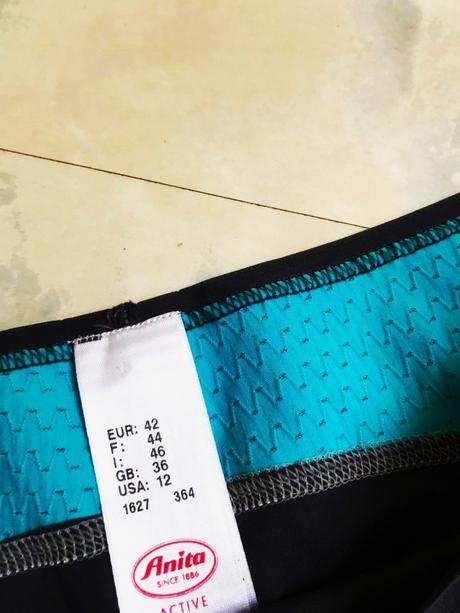 EUR: 42
F: 44
I: 46
GB: 36
USA: 12
1627 364
Anita
SINCE 1886
ACTIVE